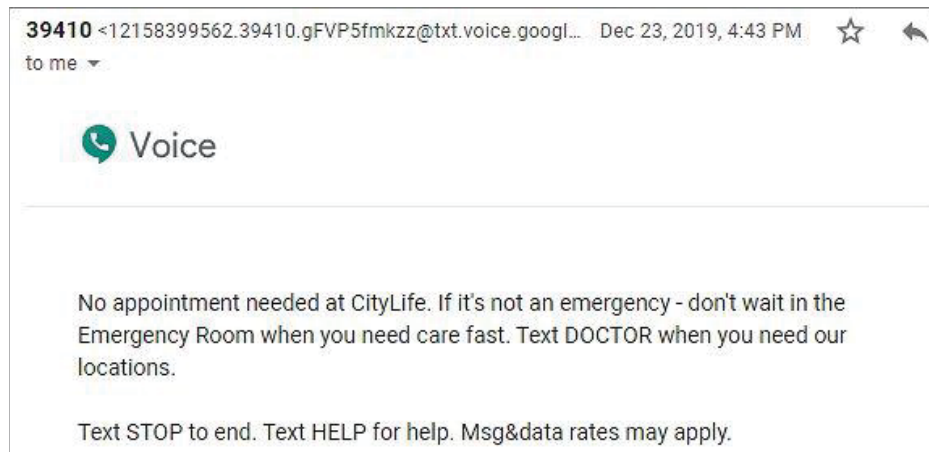 39410 <12158399562.39410.gFVP5fmkzz@txt.voice.googl... Dec 23, 2019, 4:43 PM
to me
Voice
No appointment needed at CityLife. If it's not an emergency - don't wait in the
Emergency Room when you need care fast. Text DOCTOR when you need our
locations.
Text STOP to end. Text HELP for help. Msg&data rates may apply.